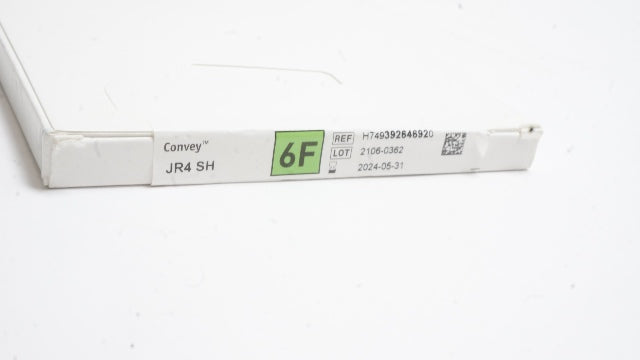 Convey™
JR4 SH
6F
REF H749392646920
LOT 2106-0362
2024-05-31